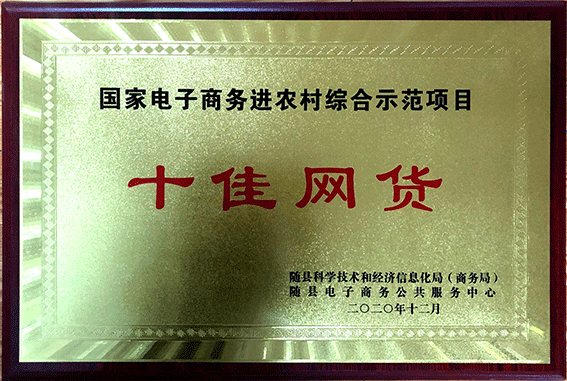 国家电子商务进农村综合示范项目
十佳网货
随县科学技术和经济信息化局（商务局）
随县电子商务公共服务中心
二〇二〇年十二月